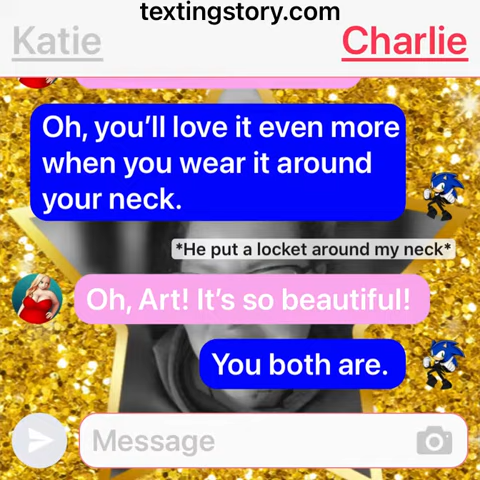 textingstory.com
Katie
Charlie
Oh, you’ll love it even more
when you wear it around
your neck.
*He put a locket around my neck*
Oh, Art! It’s so beautiful!
You both are.
Message